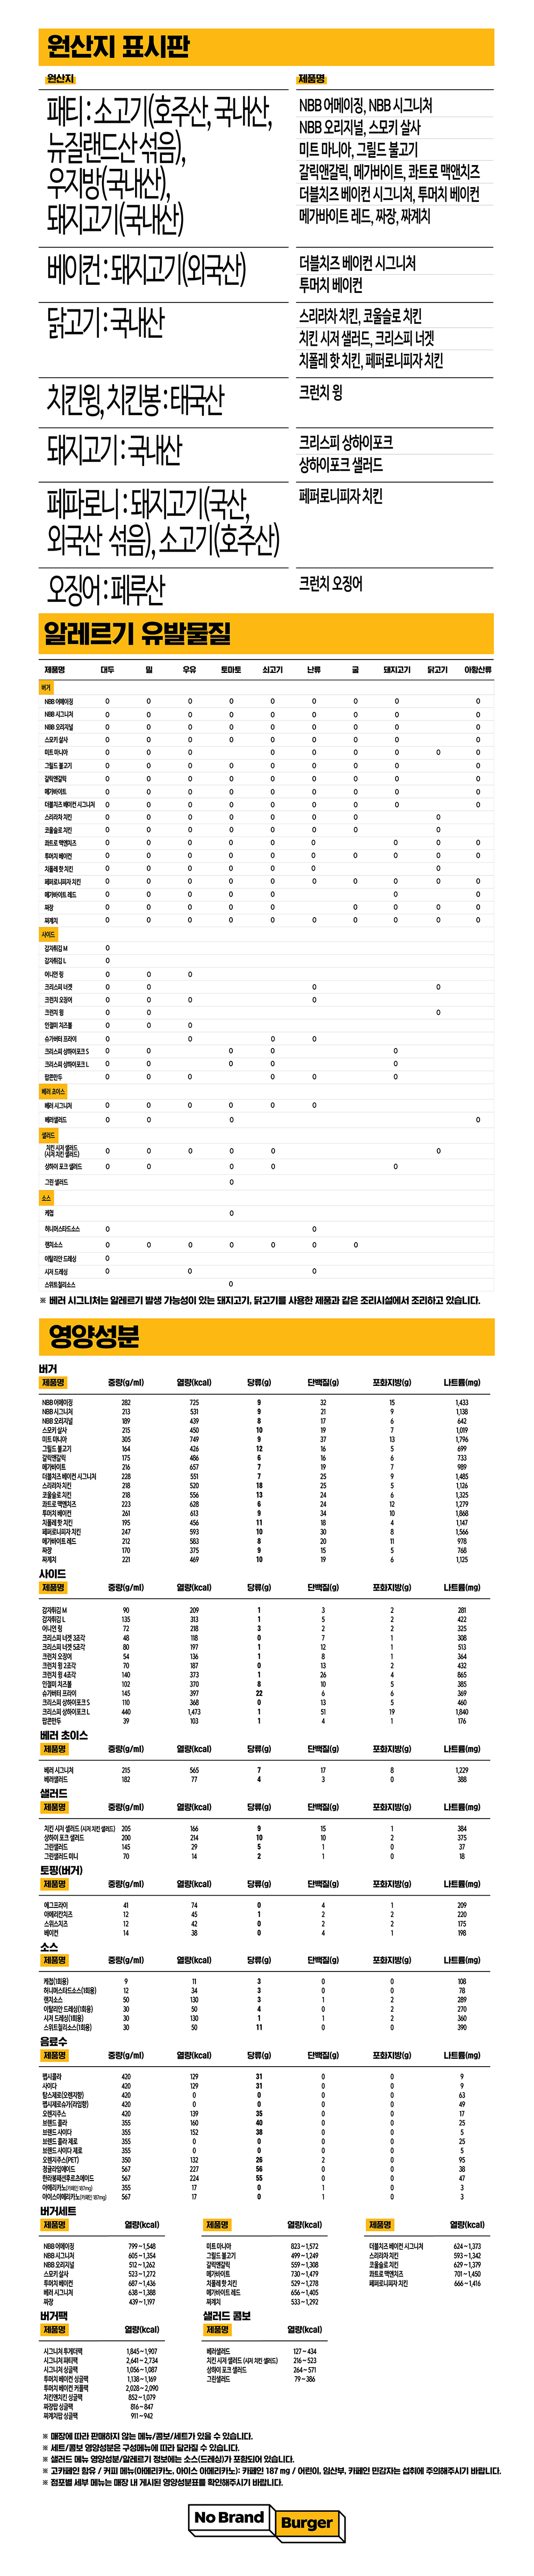 원산지 표시판
원산지 제품명
패티 : 소고기(호주산, 국내산,
뉴질랜드산 섞음),
우지방(국내산),
돼지고기(국내산)
NBB 어메이징, NBB 시그니처
NBB 오리지널, 스모키 살사
미트 마니아, 그릴드 불고기
갈릭앤갈릭, 메가바이트, 콰트로 맥앤치즈
더블치즈 베이컨 시그니처, 투머치 베이컨
메가바이트 레드, 짜장, 짜계치
베이컨 : 돼지고기(외국산)
더블치즈 베이컨 시그니처
투머치 베이컨
닭고기 : 국내산
스리라차 치킨, 코울슬로 치킨
치킨 시저 샐러드, 크리스피 너겟
치폴레 핫 치킨, 페퍼로니피자 치킨
치킨윙, 치킨봉 : 태국산
크런치 윙
돼지고기 : 국내산
크리스피 상하이포크
상하이포크 샐러드
페파로니 : 돼지고기(국산,
외국산 섞음), 소고기(호주산)
페퍼로니피자 치킨
오징어 : 페루산
크런치 오징어
알레르기 유발물질
제품명 대두 밀 우유 토마토 쇠고기 난류 굴 돼지고기 닭고기 아황산류
버거
NBB 어메이징 O O O O O O O O O
NBB 시그니처 O O O O O O O O O
NBB 오리지널 O O O O O O O O O
스모키 살사 O O O O O O O O O
미트 마니아 O O O O O O O O O
그릴드 불고기 O O O O O O O O O
갈릭앤갈릭 O O O O O O O O O
메가바이트 O O O O O O O O O
더블치즈 베이컨 시그니처 O O O O O O O O O
스리라차 치킨 O O O O O O O O
코울슬로 치킨 O O O O O O O O
콰트로 맥앤치즈 O O O O O O O O O
투머치 베이컨 O O O O O O O O O O
치폴레 핫 치킨 O O O O O O O
페퍼로니피자 치킨 O O O O O O O O O O
메가바이트 레드 O O O O O O O
짜장 O O O O O O O O O
짜계치 O O O O O O O O O O
사이드
감자튀김 M O
감자튀김 L O
어니언 링 O O O
크리스피 너겟 O O O O
크런치 오징어 O O O O
크런치 윙 O O O
인절미 치즈볼 O O O
슈가버터 프라이 O O O O
크리스피 상하이포크 S O O O O O
크리스피 상하이포크 L O O O O O
팝콘만두 O O O O O O
베러 초이스
베러 시그니처 O O O O O O
베러샐러드 O O O O
샐러드
치킨 시저 샐러드
(시저 치킨 샐러드) O O O O O O
상하이 포크 샐러드 O O O O O
그린 샐러드 O
소스
케첩 O
허니머스타드소스 O O
랜치소스 O O O O O O O
이탈리안 드레싱 O
시저 드레싱 O O O
스위트칠리소스 O
※ 베러 시그니처는 알레르기 발생 가능성이 있는 돼지고기, 닭고기를 사용한 제품과 같은 조리시설에서 조리하고 있습니다.
영양성분
버거
제품명 중량(g/ml) 열량(kcal) 당류(g) 단백질(g) 포화지방(g) 나트륨(mg)
NBB 어메이징 282 725 9 32 15 1,433
NBB 시그니처 213 531 9 21 9 1,138
NBB 오리지널 189 439 8 17 6 642
스모키 살사 215 450 10 19 7 1,019
미트 마니아 305 749 9 37 13 1,796
그릴드 불고기 164 426 12 16 5 699
갈릭앤갈릭 175 486 6 16 6 733
메가바이트 216 657 7 19 7 989
더블치즈 베이컨 시그니처 228 551 7 25 9 1,485
스리라차 치킨 218 520 18 25 5 1,126
코울슬로 치킨 218 556 13 24 6 1,325
콰트로 맥앤치즈 223 628 6 24 12 1,279
투머치 베이컨 261 613 9 34 10 1,868
치폴레 핫 치킨 195 456 11 18 4 1,147
페퍼로니피자 치킨 247 593 10 30 8 1,566
메가바이트 레드 212 583 8 20 11 978
짜장 170 375 9 15 5 768
짜계치 221 469 10 19 6 1,125
사이드
제품명 중량(g/ml) 열량(kcal) 당류(g) 단백질(g) 포화지방(g) 나트륨(mg)
감자튀김 M 90 209 1 3 2 281
감자튀김 L 135 313 1 5 2 422
어니언 링 72 218 3 2 2 325
크리스피 너겟 3조각 48 118 0 7 1 308
크리스피 너겟 5조각 80 197 1 12 1 513
크런치 오징어 54 136 1 8 1 364
크런치 윙 2조각 70 187 0 13 2 432
크런치 윙 4조각 140 373 1 26 4 865
인절미 치즈볼 102 370 8 10 5 385
슈가버터 프라이 145 397 22 6 6 369
크리스피 상하이포크 S 110 368 0 13 5 460
크리스피 상하이포크 L 440 1,473 1 51 19 1,840
팝콘만두 39 103 1 4 1 176
베러 초이스
제품명 중량(g/ml) 열량(kcal) 당류(g) 단백질(g) 포화지방(g) 나트륨(mg)
베러 시그니처 215 565 7 17 8 1,229
베러샐러드 182 77 4 3 0 388
샐러드
제품명 중량(g/ml) 열량(kcal) 당류(g) 단백질(g) 포화지방(g) 나트륨(mg)
치킨 시저 샐러드 (시저 치킨 샐러드) 205 166 9 15 1 384
상하이 포크 샐러드 200 214 10 10 2 375
그린샐러드 145 29 5 1 0 37
그린샐러드 미니 70 14 2 1 0 18
토핑(버거)
제품명 중량(g/ml) 열량(kcal) 당류(g) 단백질(g) 포화지방(g) 나트륨(mg)
에그프라이 41 74 0 4 1 209
아메리칸치즈 12 45 1 2 2 220
스위스치즈 12 42 0 2 2 175
베이컨 14 38 0 4 1 198
소스
제품명 중량(g/ml) 열량(kcal) 당류(g) 단백질(g) 포화지방(g) 나트륨(mg)
케첩(1회용) 9 11 3 0 0 108
허니머스타드소스(1회용) 12 34 3 0 0 78
랜치소스 50 130 3 1 2 289
이탈리안 드레싱(1회용) 30 50 4 0 2 270
시저 드레싱(1회용) 30 130 1 1 2 360
스위트칠리소스(1회용) 30 50 11 0 0 390
음료수
제품명 중량(g/ml) 열량(kcal) 당류(g) 단백질(g) 포화지방(g) 나트륨(mg)
펩시콜라 420 129 31 0 0 9
사이다 420 129 31 0 0 9
탐스제로(오렌지향) 420 0 0 0 0 63
펩시제로슈가(라임향) 420 0 0 0 0 49
오렌지주스 420 139 35 0 0 17
브랜드 콜라 355 160 40 0 0 25
브랜드 사이다 355 152 38 0 0 5
브랜드 콜라 제로 355 0 0 0 0 25
브랜드 사이다 제로 355 0 0 0 0 5
오렌지주스(PET) 350 132 26 2 0 95
청귤라임에이드 567 227 56 0 0 38
한라봉패션후르츠에이드 567 224 55 0 0 47
아메리카노(카페인 187mg) 355 17 0 1 0 3
아이스아메리카노(카페인 187mg) 567 17 0 1 0 3
버거세트
제품명 열량(kcal) 제품명 열량(kcal) 제품명 열량(kcal)
NBB 어메이징 799 ~ 1,548 미트 마니아 823 ~ 1,572 더블치즈 베이컨 시그니처 624 ~ 1,373
NBB 시그니처 605 ~ 1,354 그릴드 불고기 499 ~ 1,249 스리라차 치킨 593 ~ 1,342
NBB 오리지널 512 ~ 1,262 갈릭앤갈릭 559 ~ 1,308 코울슬로 치킨 629 ~ 1,379
스모키 살사 523 ~ 1,272 메가바이트 730 ~ 1,479 콰트로 맥앤치즈 701 ~ 1,450
투머치 베이컨 687 ~ 1,436 치폴레 핫 치킨 529 ~ 1,278 페퍼로니피자 치킨 666 ~ 1,416
베러 시그니처 638 ~ 1,388 메가바이트 레드 656 ~ 1,405
짜장 439 ~ 1,197 짜계치 533 ~ 1,292
버거팩 샐러드 콤보
제품명 열량(kcal) 제품명 열량(kcal)
시그니처 투게더팩 1,845 ~ 1,907 베러샐러드 127 ~ 434
시그니처 파티팩 2,641 ~ 2,734 치킨 시저 샐러드 (시저 치킨 샐러드) 216 ~ 523
시그니처 싱글팩 1,056 ~ 1,087 상하이 포크 샐러드 264 ~ 571
투머치 베이컨 싱글팩 1,138 ~ 1,169 그린샐러드 79 ~ 386
투머치 베이컨 커플팩 2,028 ~ 2,090
치킨앤치킨 싱글팩 852 ~ 1,079
짜장팝 싱글팩 816 ~ 847
짜계치팝 싱글팩 911 ~ 942
※ 매장에 따라 판매하지 않는 메뉴/콤보/세트가 있을 수 있습니다.
※ 세트/콤보 영양성분은 구성메뉴에 따라 달라질 수 있습니다.
※ 샐러드 메뉴 영양성분/알레르기 정보에는 소스(드레싱)가 포함되어 있습니다.
※ 고카페인 함유 / 커피 메뉴(아메리카노, 아이스 아메리카노): 카페인 187 mg / 어린이, 임산부, 카페인 민감자는 섭취에 주의해주시기 바랍니다.
※ 점포별 세부 메뉴는 매장 내 게시된 영양성분표를 확인해주시기 바랍니다.
No Brand
Burger